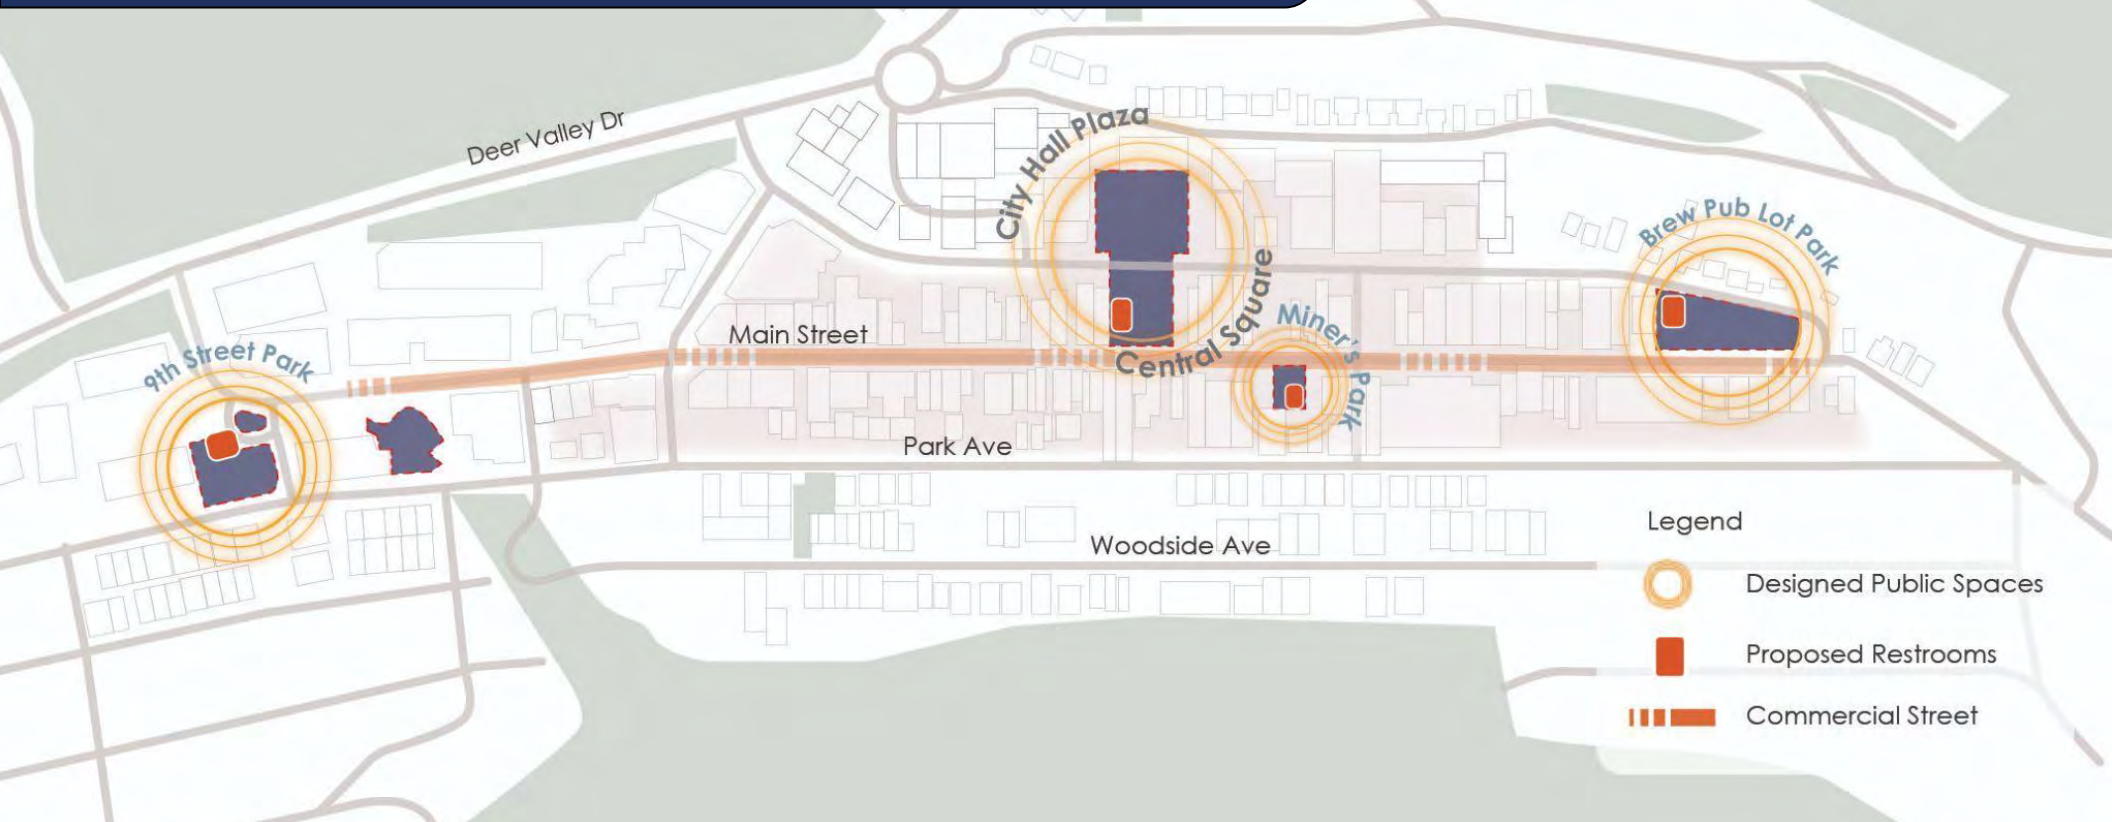 Deer Valley Dr
City Hall Plaza
Central Square
Brew Pub Lot Park
Miner's Park
Main Street
9th Street Park
Park Ave
Woodside Ave
Legend
Designed Public Spaces
Proposed Restrooms
Commercial Street